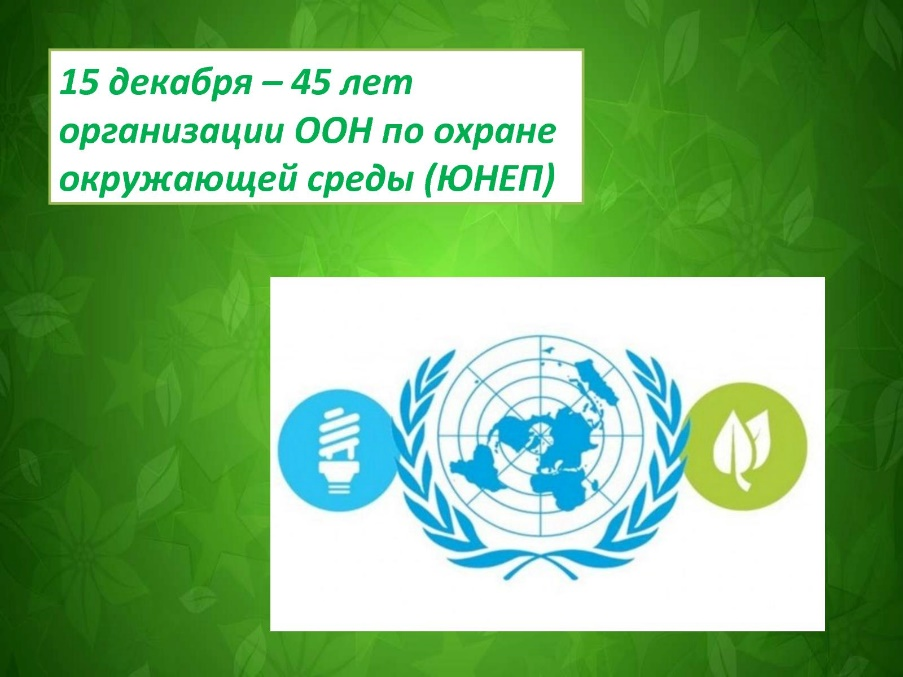 15 декабря – 45 лет
организации ООН по охране
окружающей среды (ЮНЕП)